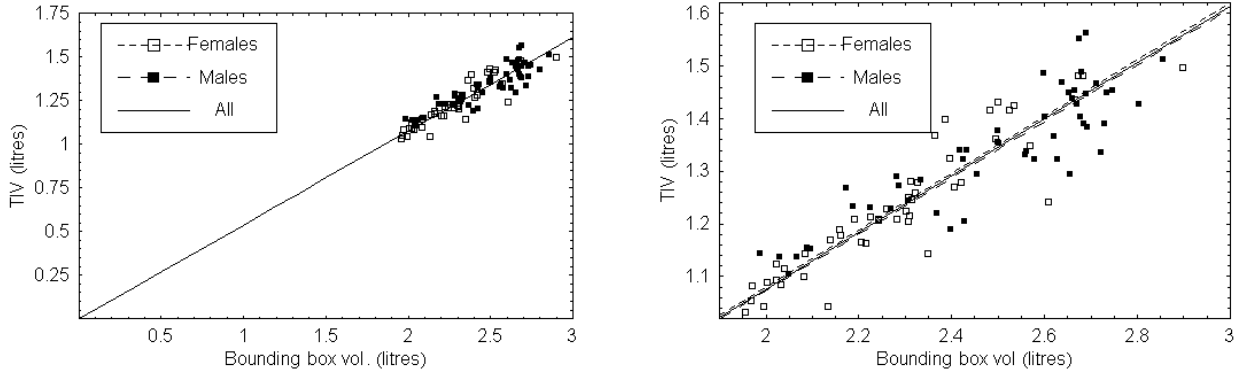 1.75
1.5
1.25
1
0.75
0.5
0.25
TIV (litres)
Females
Males
All
0.5 1 1.5 2 2.5 3
Bounding box vol. (litres)
1.6
1.5
1.4
1.3
1.2
1.1
TIV (litres)
Females
Males
All
2 2.2 2.4 2.6 2.8 3
Bounding box vol (litres)